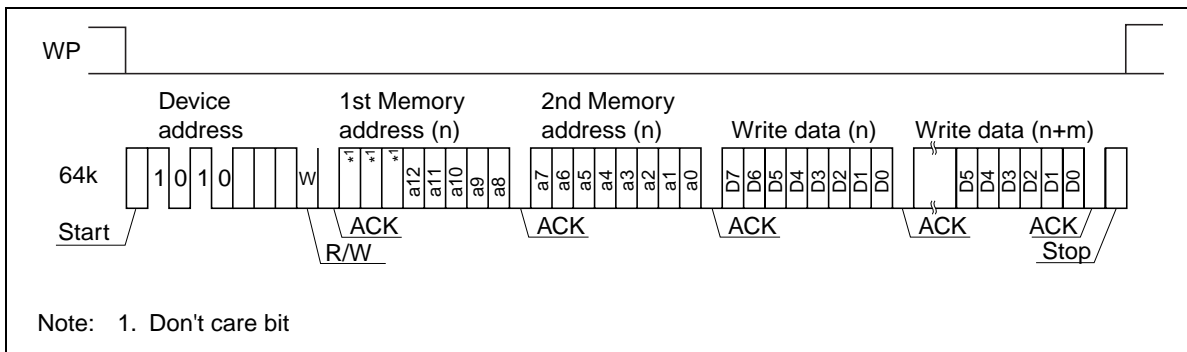 WP
Device
address
1st Memory
address (n)
2nd Memory
address (n)
Write data (n)
Write data (n+m)
64k
1 0 1 0
W
*1 *1 *1 a12 a11 a10 a9 a8
a7 a6 a5 a4 a3 a2 a1 a0
D7 D6 D5 D4 D3 D2 D1 D0
D5 D4 D3 D2 D1 D0
Start
R/W
ACK
ACK
ACK
ACK
ACK
Stop
Note: 1. Don't care bit